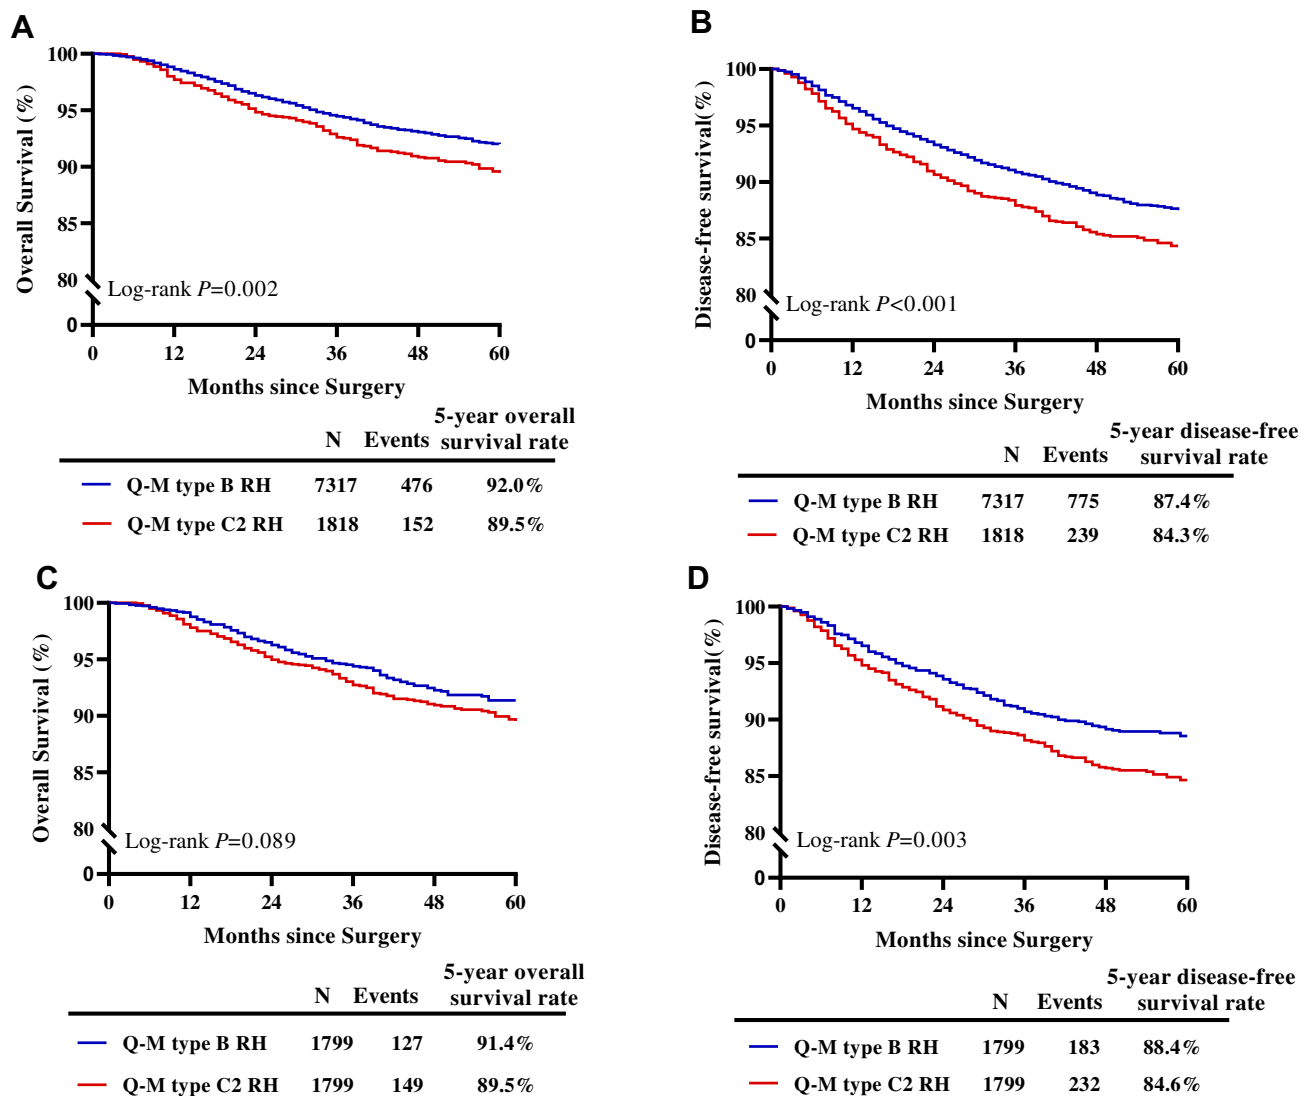 A
100
95
90
85
80
0
Overall Survival (%)
Log-rank P=0.002
0 12 24 36 48 60
Months since Surgery
N Events 5-year overall survival rate
Q-M type B RH 7317 476 92.0%
Q-M type C2 RH 1818 152 89.5%
B
100
95
90
85
80
0
Disease-free survival(%)
Log-rank P<0.001
0 12 24 36 48 60
Months since Surgery
N Events 5-year disease-free survival rate
Q-M type B RH 7317 775 87.4%
Q-M type C2 RH 1818 239 84.3%
C
100
95
90
85
80
0
Overall Survival (%)
Log-rank P=0.089
0 12 24 36 48 60
Months since Surgery
N Events 5-year overall survival rate
Q-M type B RH 1799 127 91.4%
Q-M type C2 RH 1799 149 89.5%
D
100
95
90
85
80
0
Disease-free survival(%)
Log-rank P=0.003
0 12 24 36 48 60
Months since Surgery
N Events 5-year disease-free survival rate
Q-M type B RH 1799 183 88.4%
Q-M type C2 RH 1799 232 84.6%